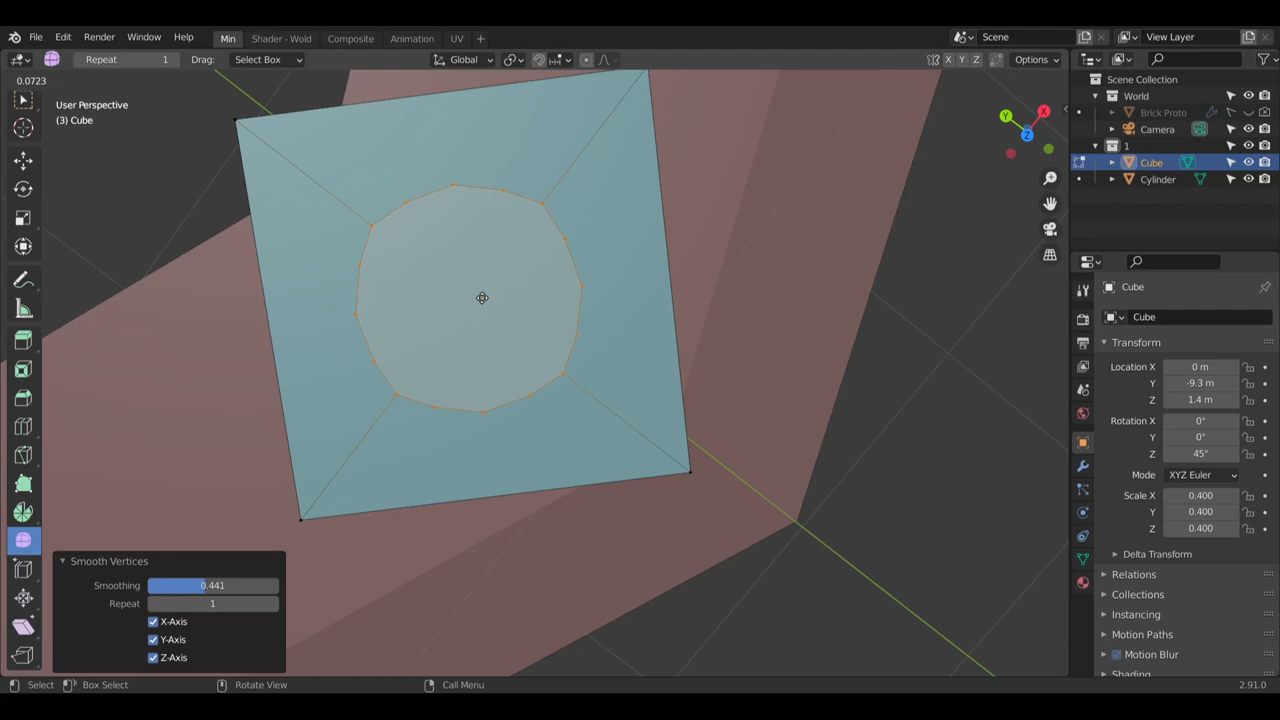 File Edit Render Window Help Min Shader - Wold Composite Animation UV + Scene View Layer
Repeat 1 Drag: Select Box Global X Y Z Options
0.0723
User Perspective
(3) Cube
X
Y
Z
Scene Collection
World
Brick Proto
Camera
1
Cube
Cylinder
Cube
Cube
Transform
Location X 0 m
Y -9.3 m
Z 1.4 m
Rotation X 0°
Y 0°
Z 45°
Mode XYZ Euler
Scale X 0.400
Y 0.400
Z 0.400
Delta Transform
Relations
Collections
Instancing
Motion Paths
Motion Blur
Shading
Smooth Vertices
Smoothing 0.441
Repeat 1
X-Axis
Y-Axis
Z-Axis
Select Box Select Rotate View Call Menu 2.91.0